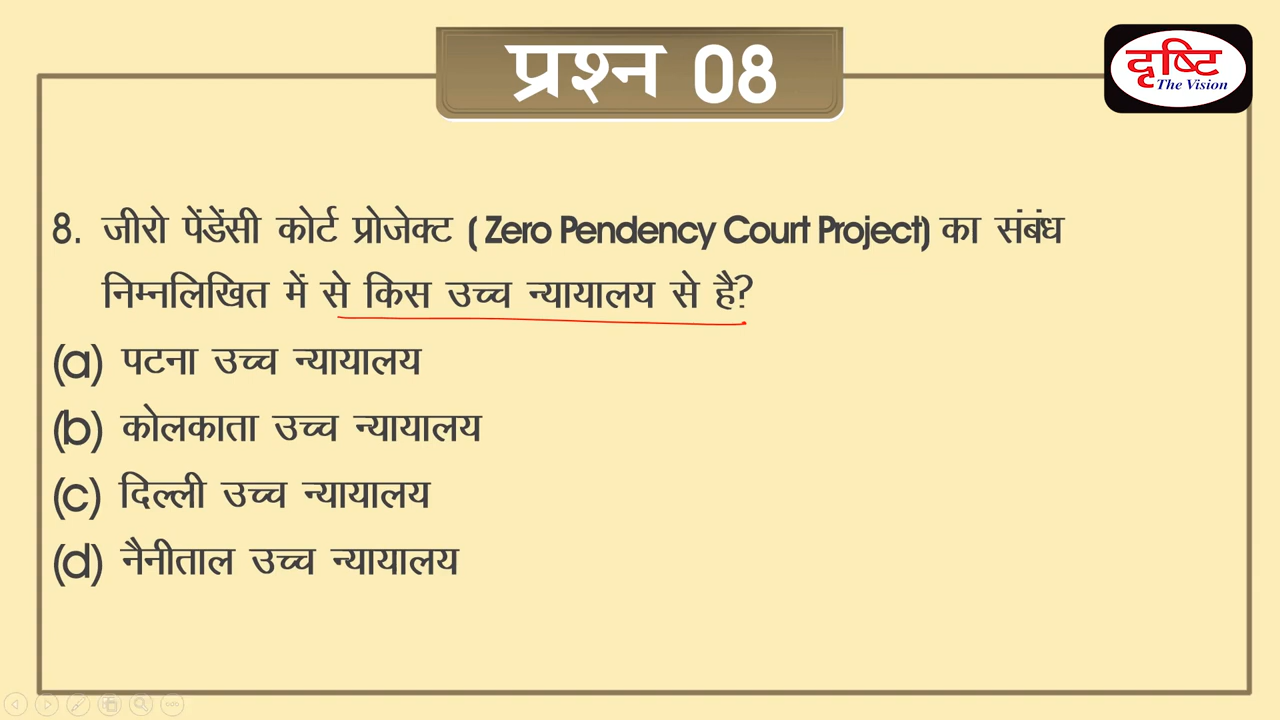 प्रश्न 08
दृष्टि
The Vision
8. जीरो पेंडेंसी कोर्ट प्रोजेक्ट ( Zero Pendency Court Project) का संबंध
निम्नलिखित में से किस उच्च न्यायालय से है?
(a) पटना उच्च न्यायालय
(b) कोलकाता उच्च न्यायालय
(c) दिल्ली उच्च न्यायालय
(d) नैनीताल उच्च न्यायालय